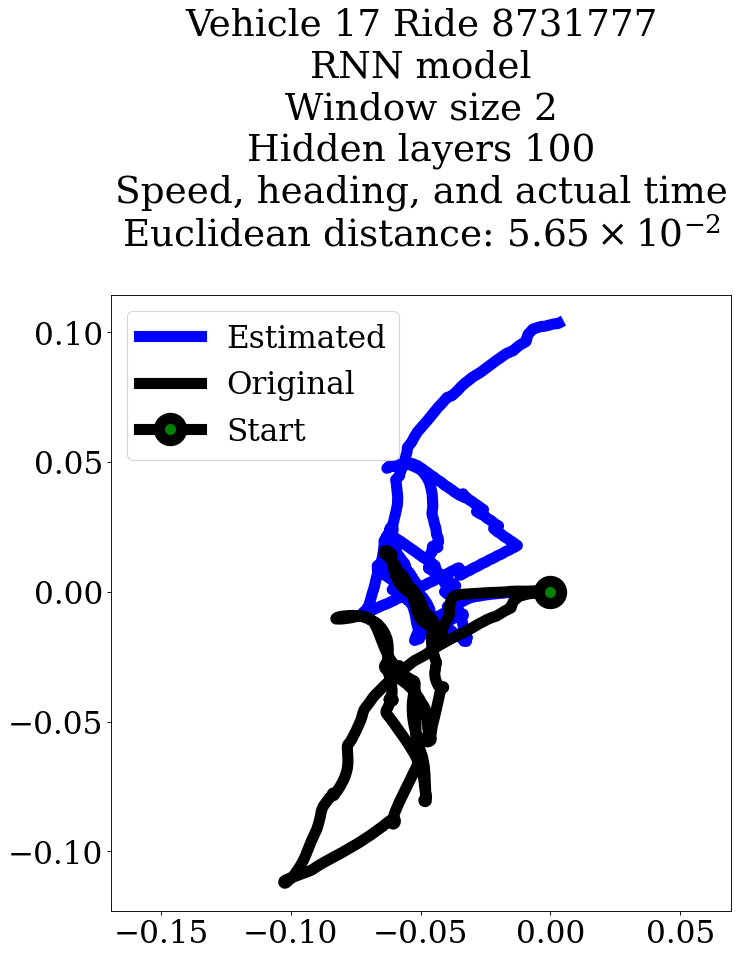 Vehicle 17 Ride 8731777
RNN model
Window size 2
Hidden layers 100
Speed, heading, and actual time
Euclidean distance: 5.65 × 10⁻²
Estimated
Original
Start
0.10
0.05
0.00
−0.05
−0.10
−0.15 −0.10 −0.05 0.00 0.05